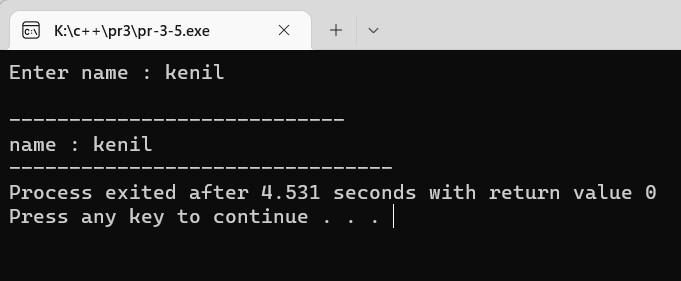 K:\c++\pr3\pr-3-5.exe
Enter name : kenil
----------------------------
name : kenil
--------------------------------
Process exited after 4.531 seconds with return value 0
Press any key to continue . . .